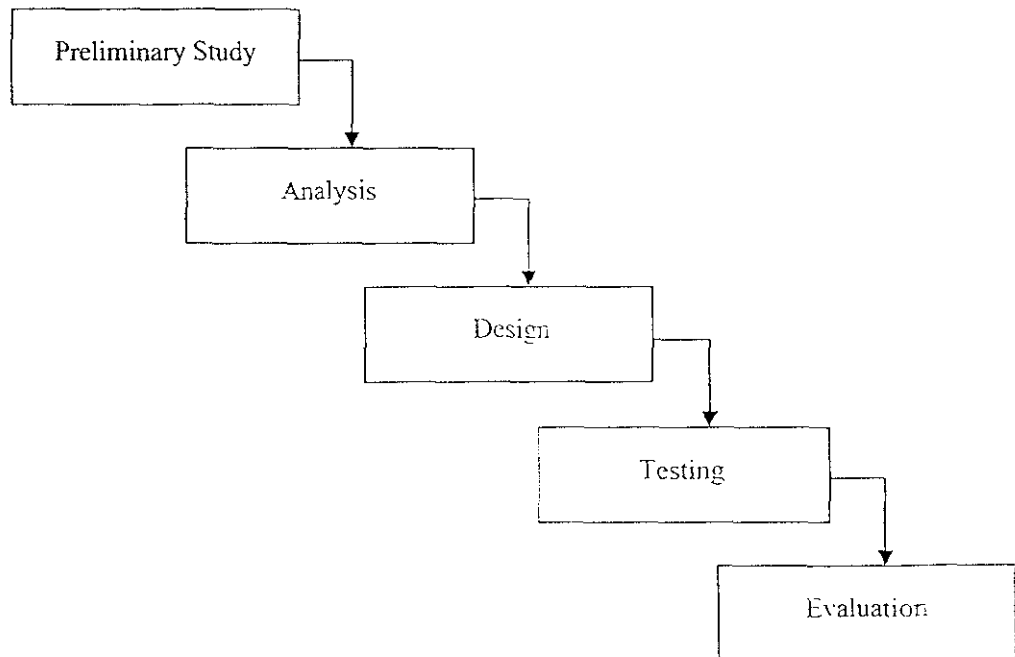 Preliminary Study
Analysis
Design
Testing
Evaluation